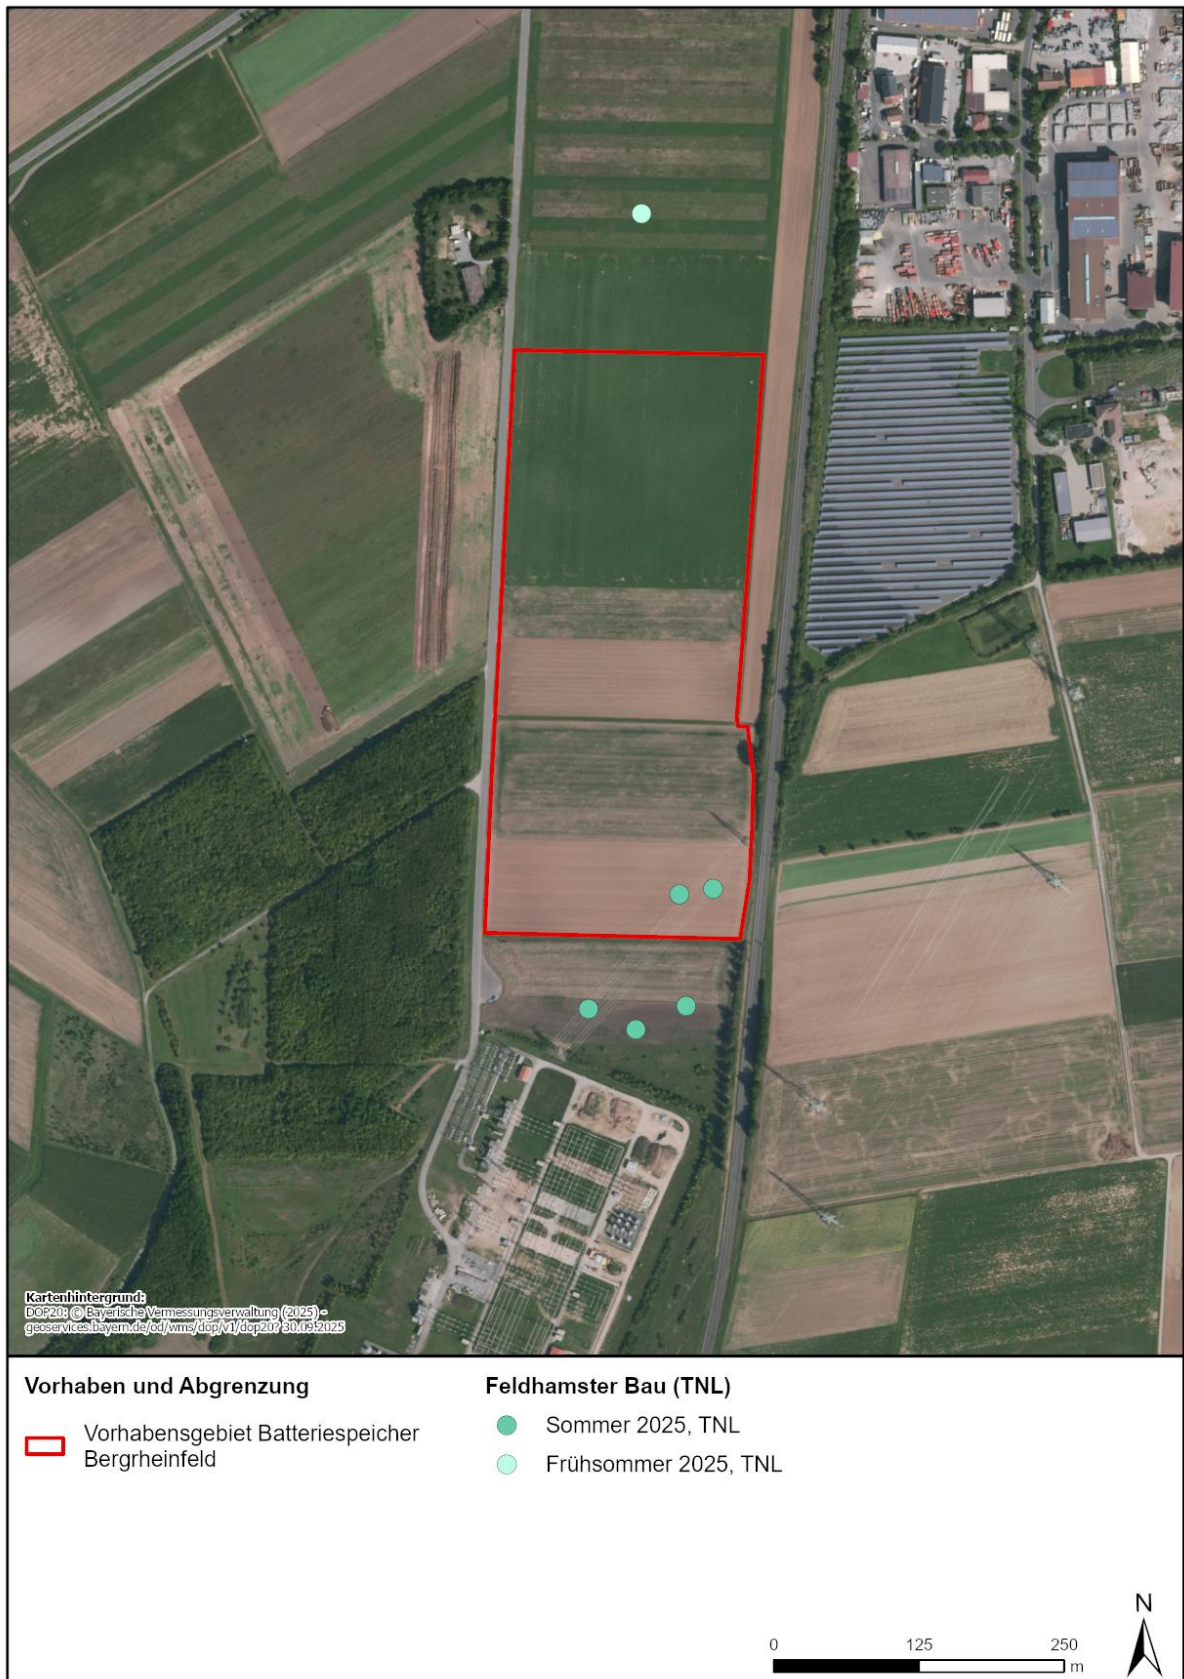 Kartenhintergrund:
DOP20: © Bayerische Vermessungsverwaltung (2025) -
geoservices.bayern.de/od/wms/dop/v1/dop20? 30.09.2025
Vorhaben und Abgrenzung
Vorhabensgebiet Batteriespeicher
Bergrheinfeld
Feldhamster Bau (TNL)
Sommer 2025, TNL
Frühsommer 2025, TNL
N
0 125 250
m